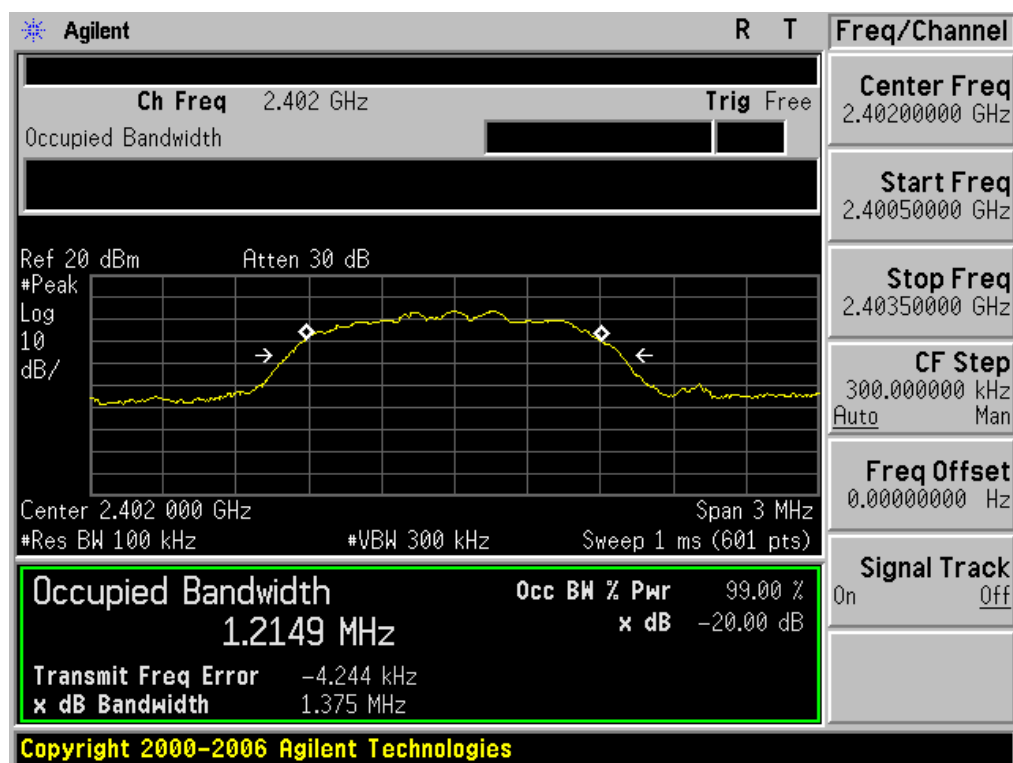 Agilent R T Freq/Channel
Ch Freq 2.402 GHz Trig Free
Occupied Bandwidth
Center Freq
2.40200000 GHz
Start Freq
2.40050000 GHz
Stop Freq
2.40350000 GHz
CF Step
300.000000 kHz
Auto Man
Freq Offset
0.00000000 Hz
Signal Track
On Off
Ref 20 dBm Atten 30 dB
#Peak
Log
10
dB/
Center 2.402 000 GHz Span 3 MHz
#Res BW 100 kHz #VBW 300 kHz Sweep 1 ms (601 pts)
Occupied Bandwidth Occ BW % Pwr 99.00 %
1.2149 MHz x dB -20.00 dB
Transmit Freq Error -4.244 kHz
x dB Bandwidth 1.375 MHz
Copyright 2000-2006 Agilent Technologies